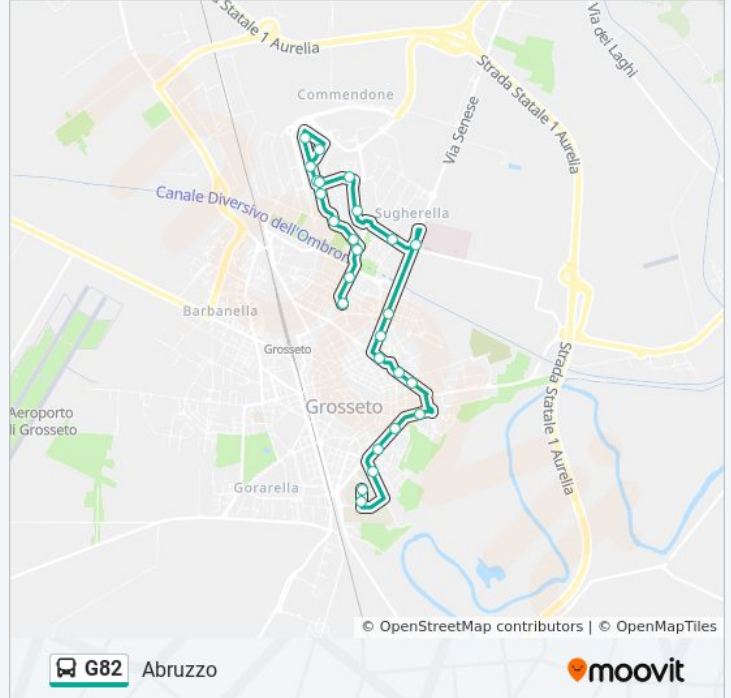 Strada Statale 1 Aurelia
Via dei Laghi
Strada Statale 1 Aurelia
Commendone
Via Senese
Canale Diversivo dell'Ombron
Sugherella
Barbanella
Grosseto
Strada Statale 1 Aurelia
Aeroporto
di Grosseto
Grosseto
Gorarella
© OpenStreetMap contributors | © OpenMapTiles
G82 Abruzzo
moovit